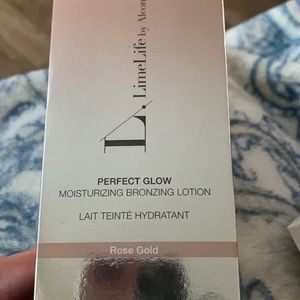 L. LimeLife by Alcone
PERFECT GLOW
MOISTURIZING BRONZING LOTION
LAIT TEINTÉ HYDRATANT
Rose Gold